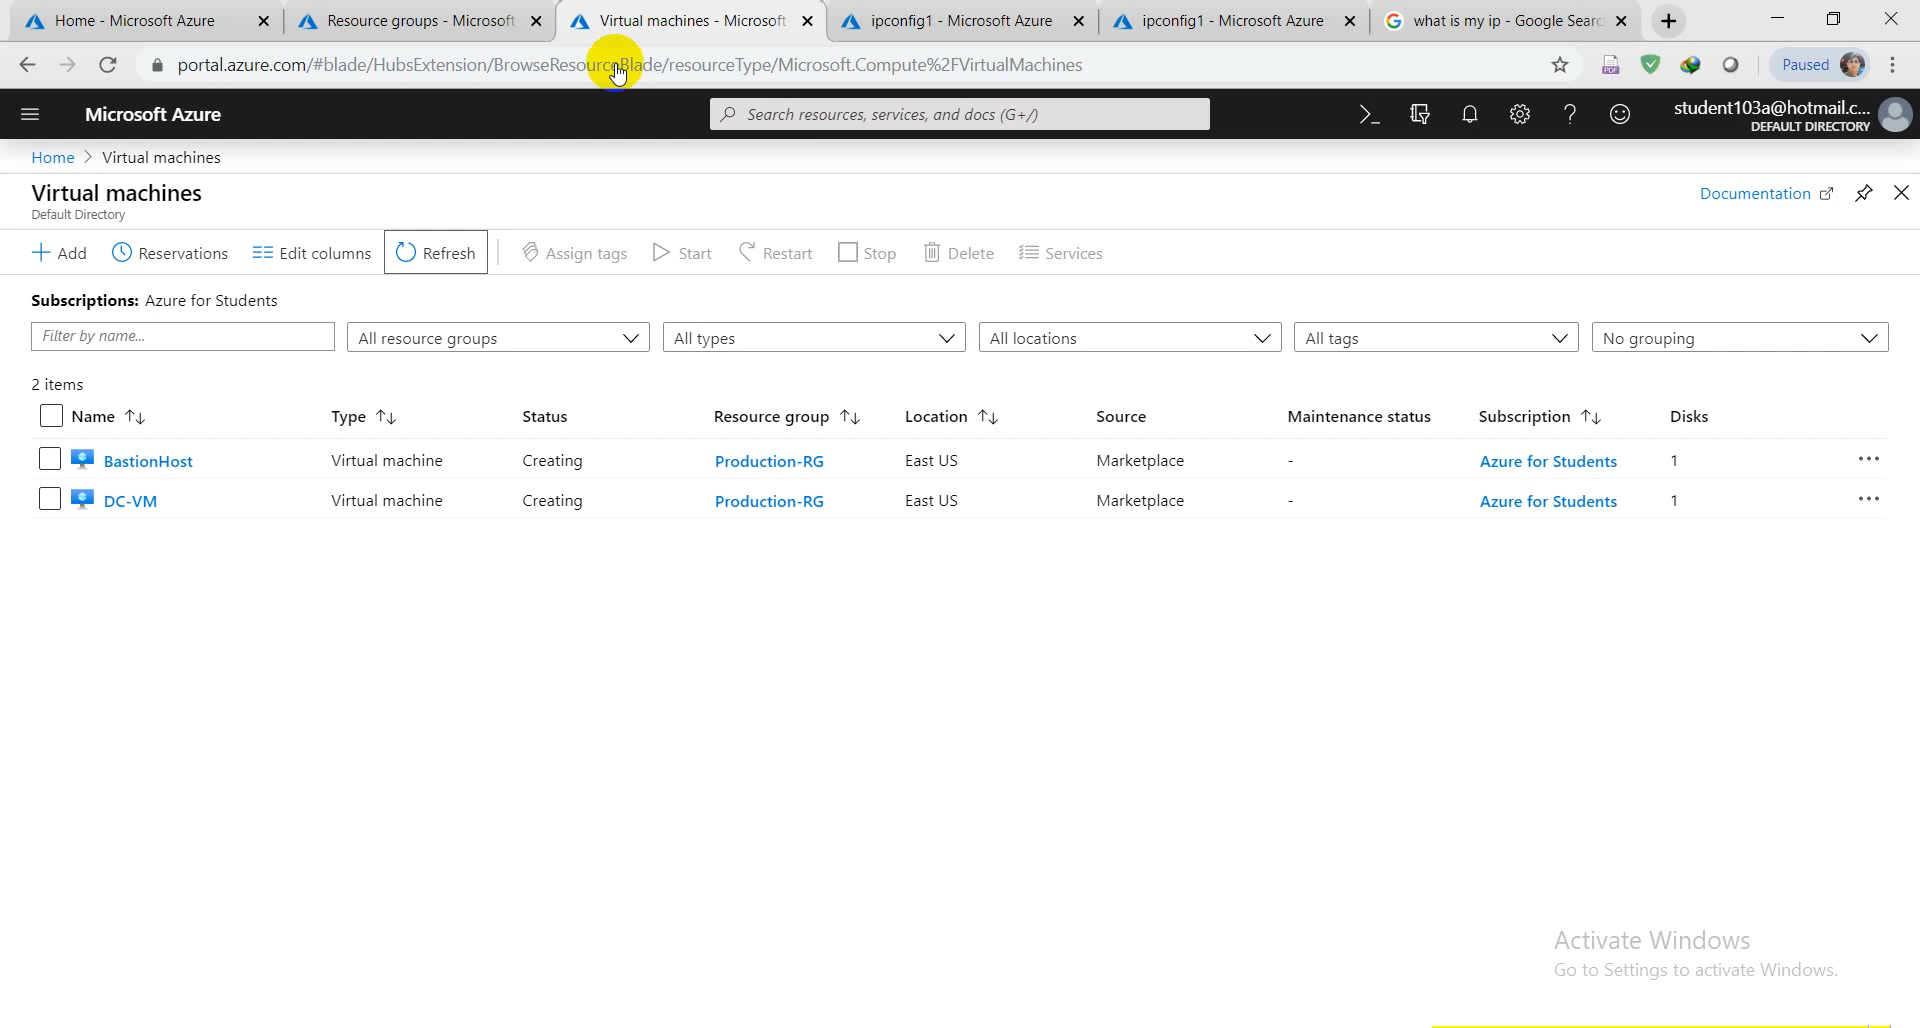 Home - Microsoft Azure
Resource groups - Microsoft
Virtual machines - Microsoft
ipconfig1 - Microsoft Azure
ipconfig1 - Microsoft Azure
what is my ip - Google Searc
portal.azure.com/#blade/HubsExtension/BrowseResourceBlade/resourceType/Microsoft.Compute%2FVirtualMachines
PDF
Paused
Microsoft Azure
Search resources, services, and docs (G+/)
student103a@hotmail.c...
DEFAULT DIRECTORY
Home > Virtual machines
Virtual machines
Default Directory
Documentation
Add
Reservations
Edit columns
Refresh
Assign tags
Start
Restart
Stop
Delete
Services
Subscriptions: Azure for Students
Filter by name...
All resource groups
All types
All locations
All tags
No grouping
2 items
Name Type Status Resource group Location Source Maintenance status Subscription Disks
BastionHost Virtual machine Creating Production-RG East US Marketplace - Azure for Students 1 ...
DC-VM Virtual machine Creating Production-RG East US Marketplace - Azure for Students 1 ...
Activate Windows
Go to Settings to activate Windows.